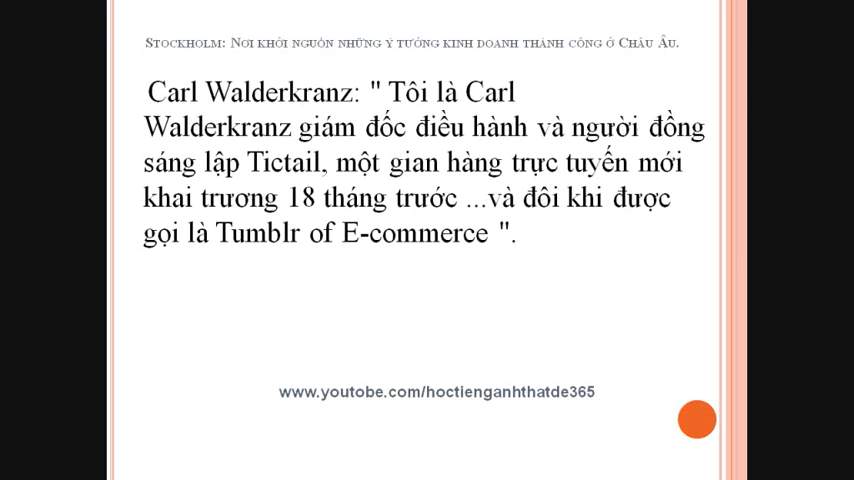 STOCKHOLM: NƠI KHỞI NGUỒN NHỮNG Ý TƯỞNG KINH DOANH THÀNH CÔNG Ở CHÂU ÂU.
Carl Walderkranz: " Tôi là Carl
Walderkranz giám đốc điều hành và người đồng
sáng lập Tictail, một gian hàng trực tuyến mới
khai trương 18 tháng trước ...và đôi khi được
gọi là Tumblr of E-commerce ".
www.youtobe.com/hoctienganhthatde365